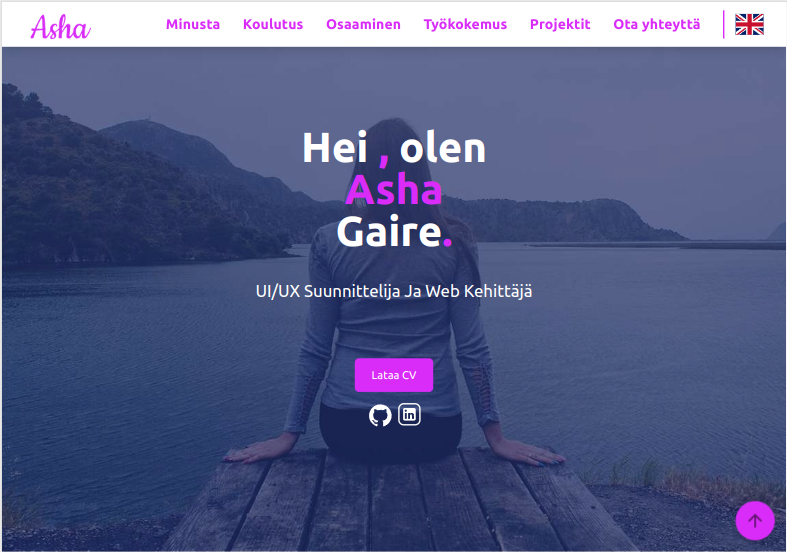 Asha
Minusta Koulutus Osaaminen Työkokemus Projektit Ota yhteyttä
Hei , olen
Asha
Gaire.
UI/UX Suunnittelija Ja Web Kehittäjä
Lataa CV
in